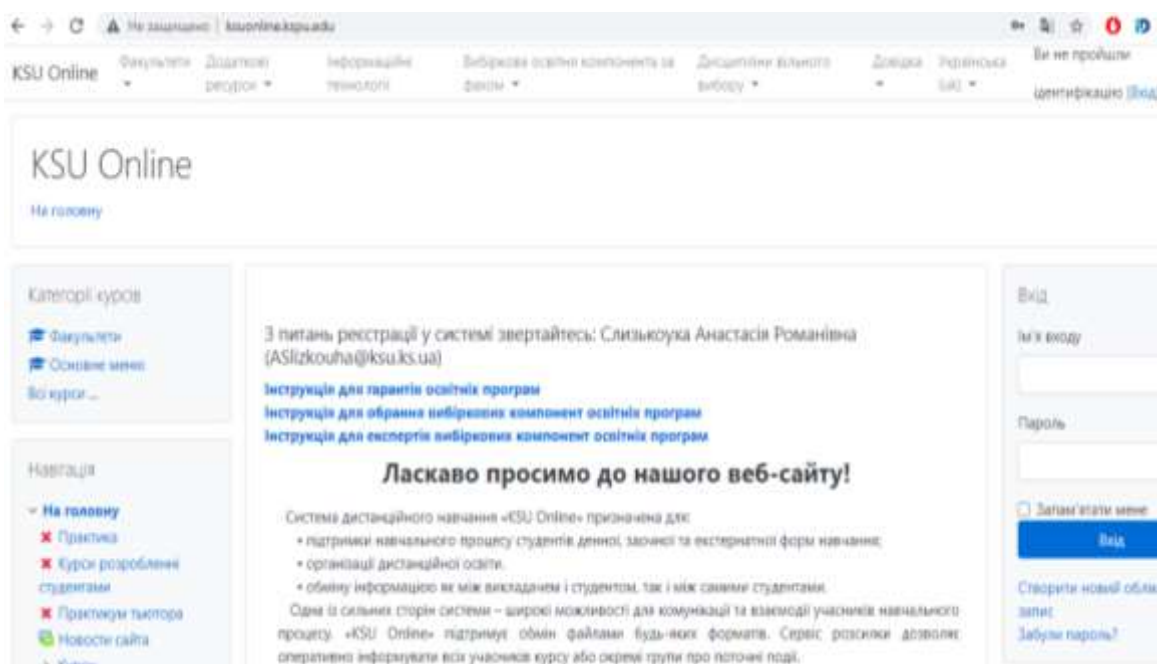 Не защищено | ksuonline.kspu.edu
KSU Online
Факультети
Додаткові ресурси
Інформаційні технології
Вибіркова освітня компонента за фахом
Дисципліни вільного вибору
Довідка
Українська (uk)
Ви не пройшли ідентифікацію (Вхід
KSU Online
На головну
Категорії курсів
Факультети
Основне меню
Всі курси ...
Навігація
На головну
Практика
Курси розроблені
студентами
Практикум тьютора
Новости сайта
З питань реєстрації у системі звертайтесь: Слизькоуха Анастасія Романівна
(ASlizkouha@ksu.ks.ua)
Інструкція для гарантів освітніх програм
Інструкція для обрання вибіркових компонент освітніх програм
Інструкція для експертів вибіркових компонент освітніх програм
Ласкаво просимо до нашого веб-сайту!
Система дистанційного навчання «KSU Online» призначена для:
• підтримки навчального процесу студентів денної, заочної та екстернатної форм навчання;
• організації дистанційної освіти.
• обміну інформацією як між викладачем і студентом, так і між самими студентами.
Одна із сильних сторін системи – широкі можливості для комунікації та взаємодії учасників навчального
процесу. «KSU Online» підтримує обмін файлами будь-яких форматів. Сервіс розсилки дозволяє
оперативно інформувати всіх учасників курсу або окремі групи про поточні події.
Вхід
Ім'я входу
Пароль
Запам'ятати мене
Вхід
Створити новий облік
запис
Забули пароль?